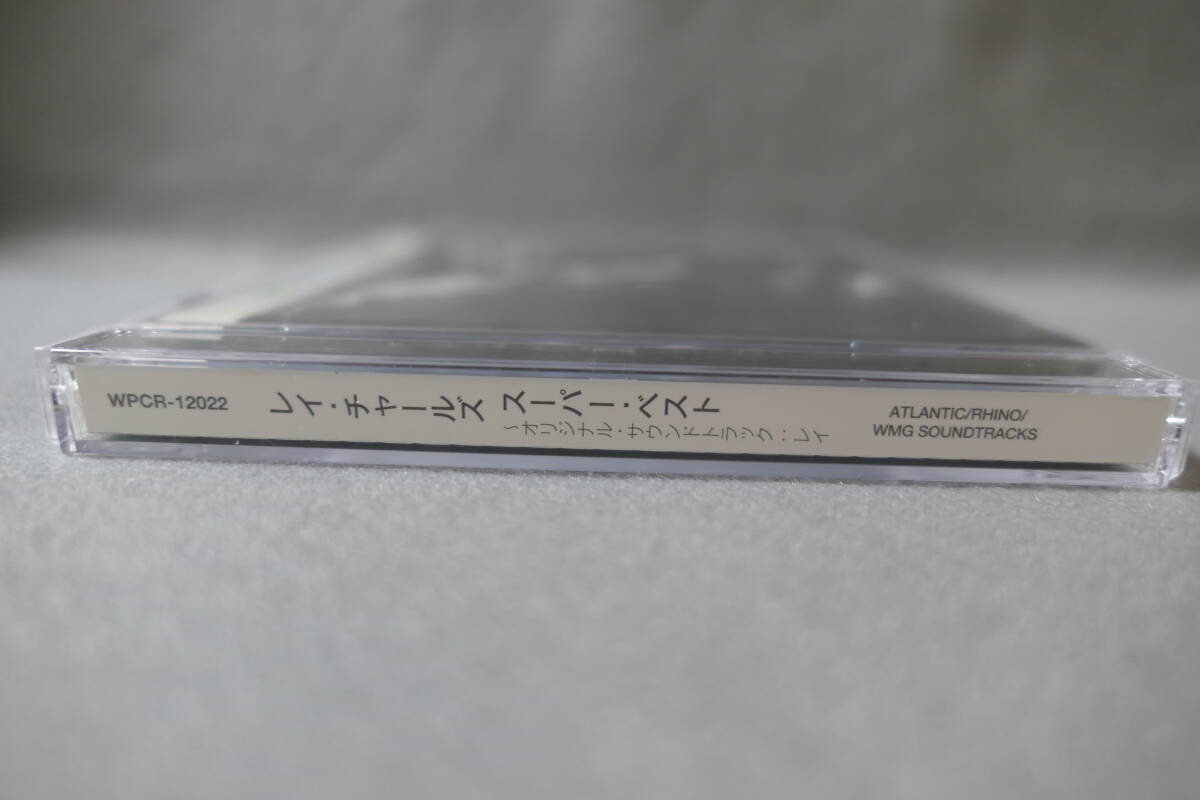 WPCR-12022
レイ・チャールズ スーパー・ベスト
~オリジナル・サウンドトラック:レイ
ATLANTIC/RHINO/
WMG SOUNDTRACKS